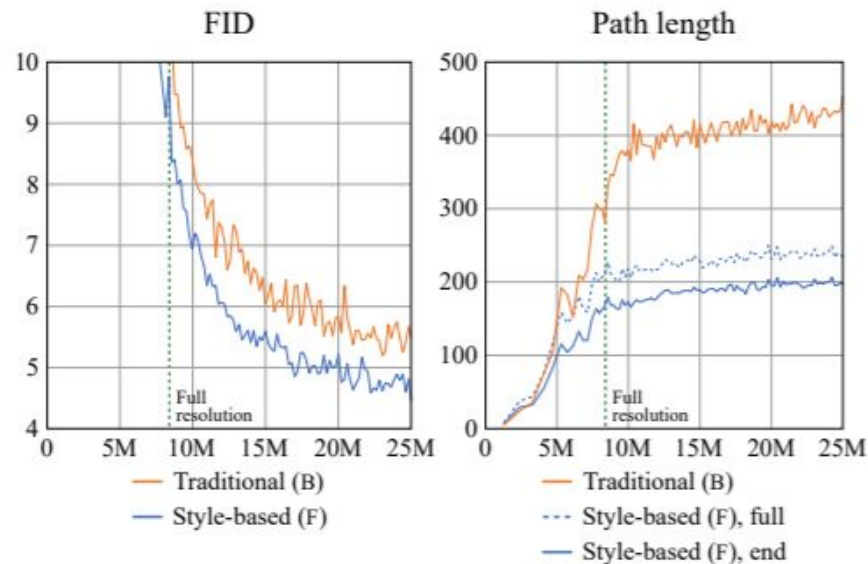 FID
10
9
8
7
6
5
4
Full
resolution
0 5M 10M 15M 20M 25M
Traditional (B)
Style-based (F)
Path length
500
400
300
200
100
0
Full
resolution
0 5M 10M 15M 20M 25M
Traditional (B)
Style-based (F), full
Style-based (F), end